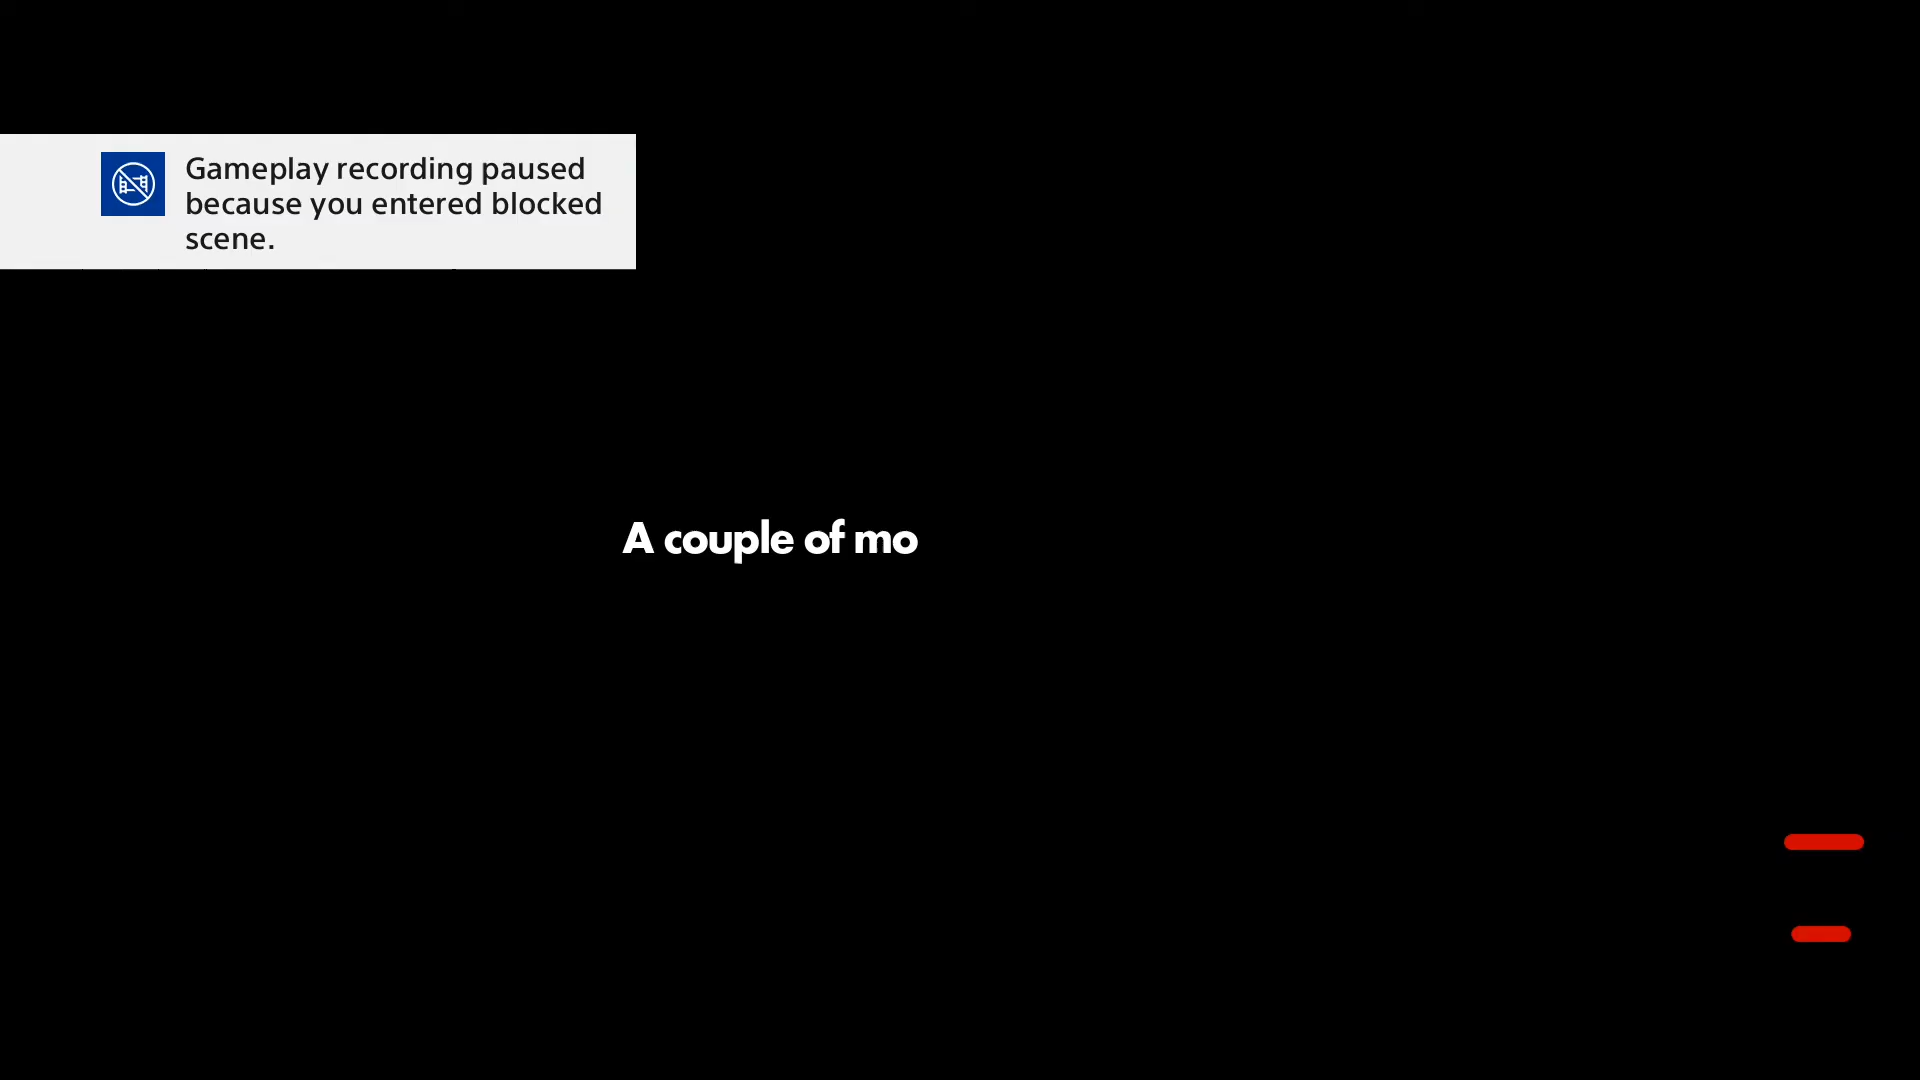 Gameplay recording paused
because you entered blocked
scene.
A couple of mo